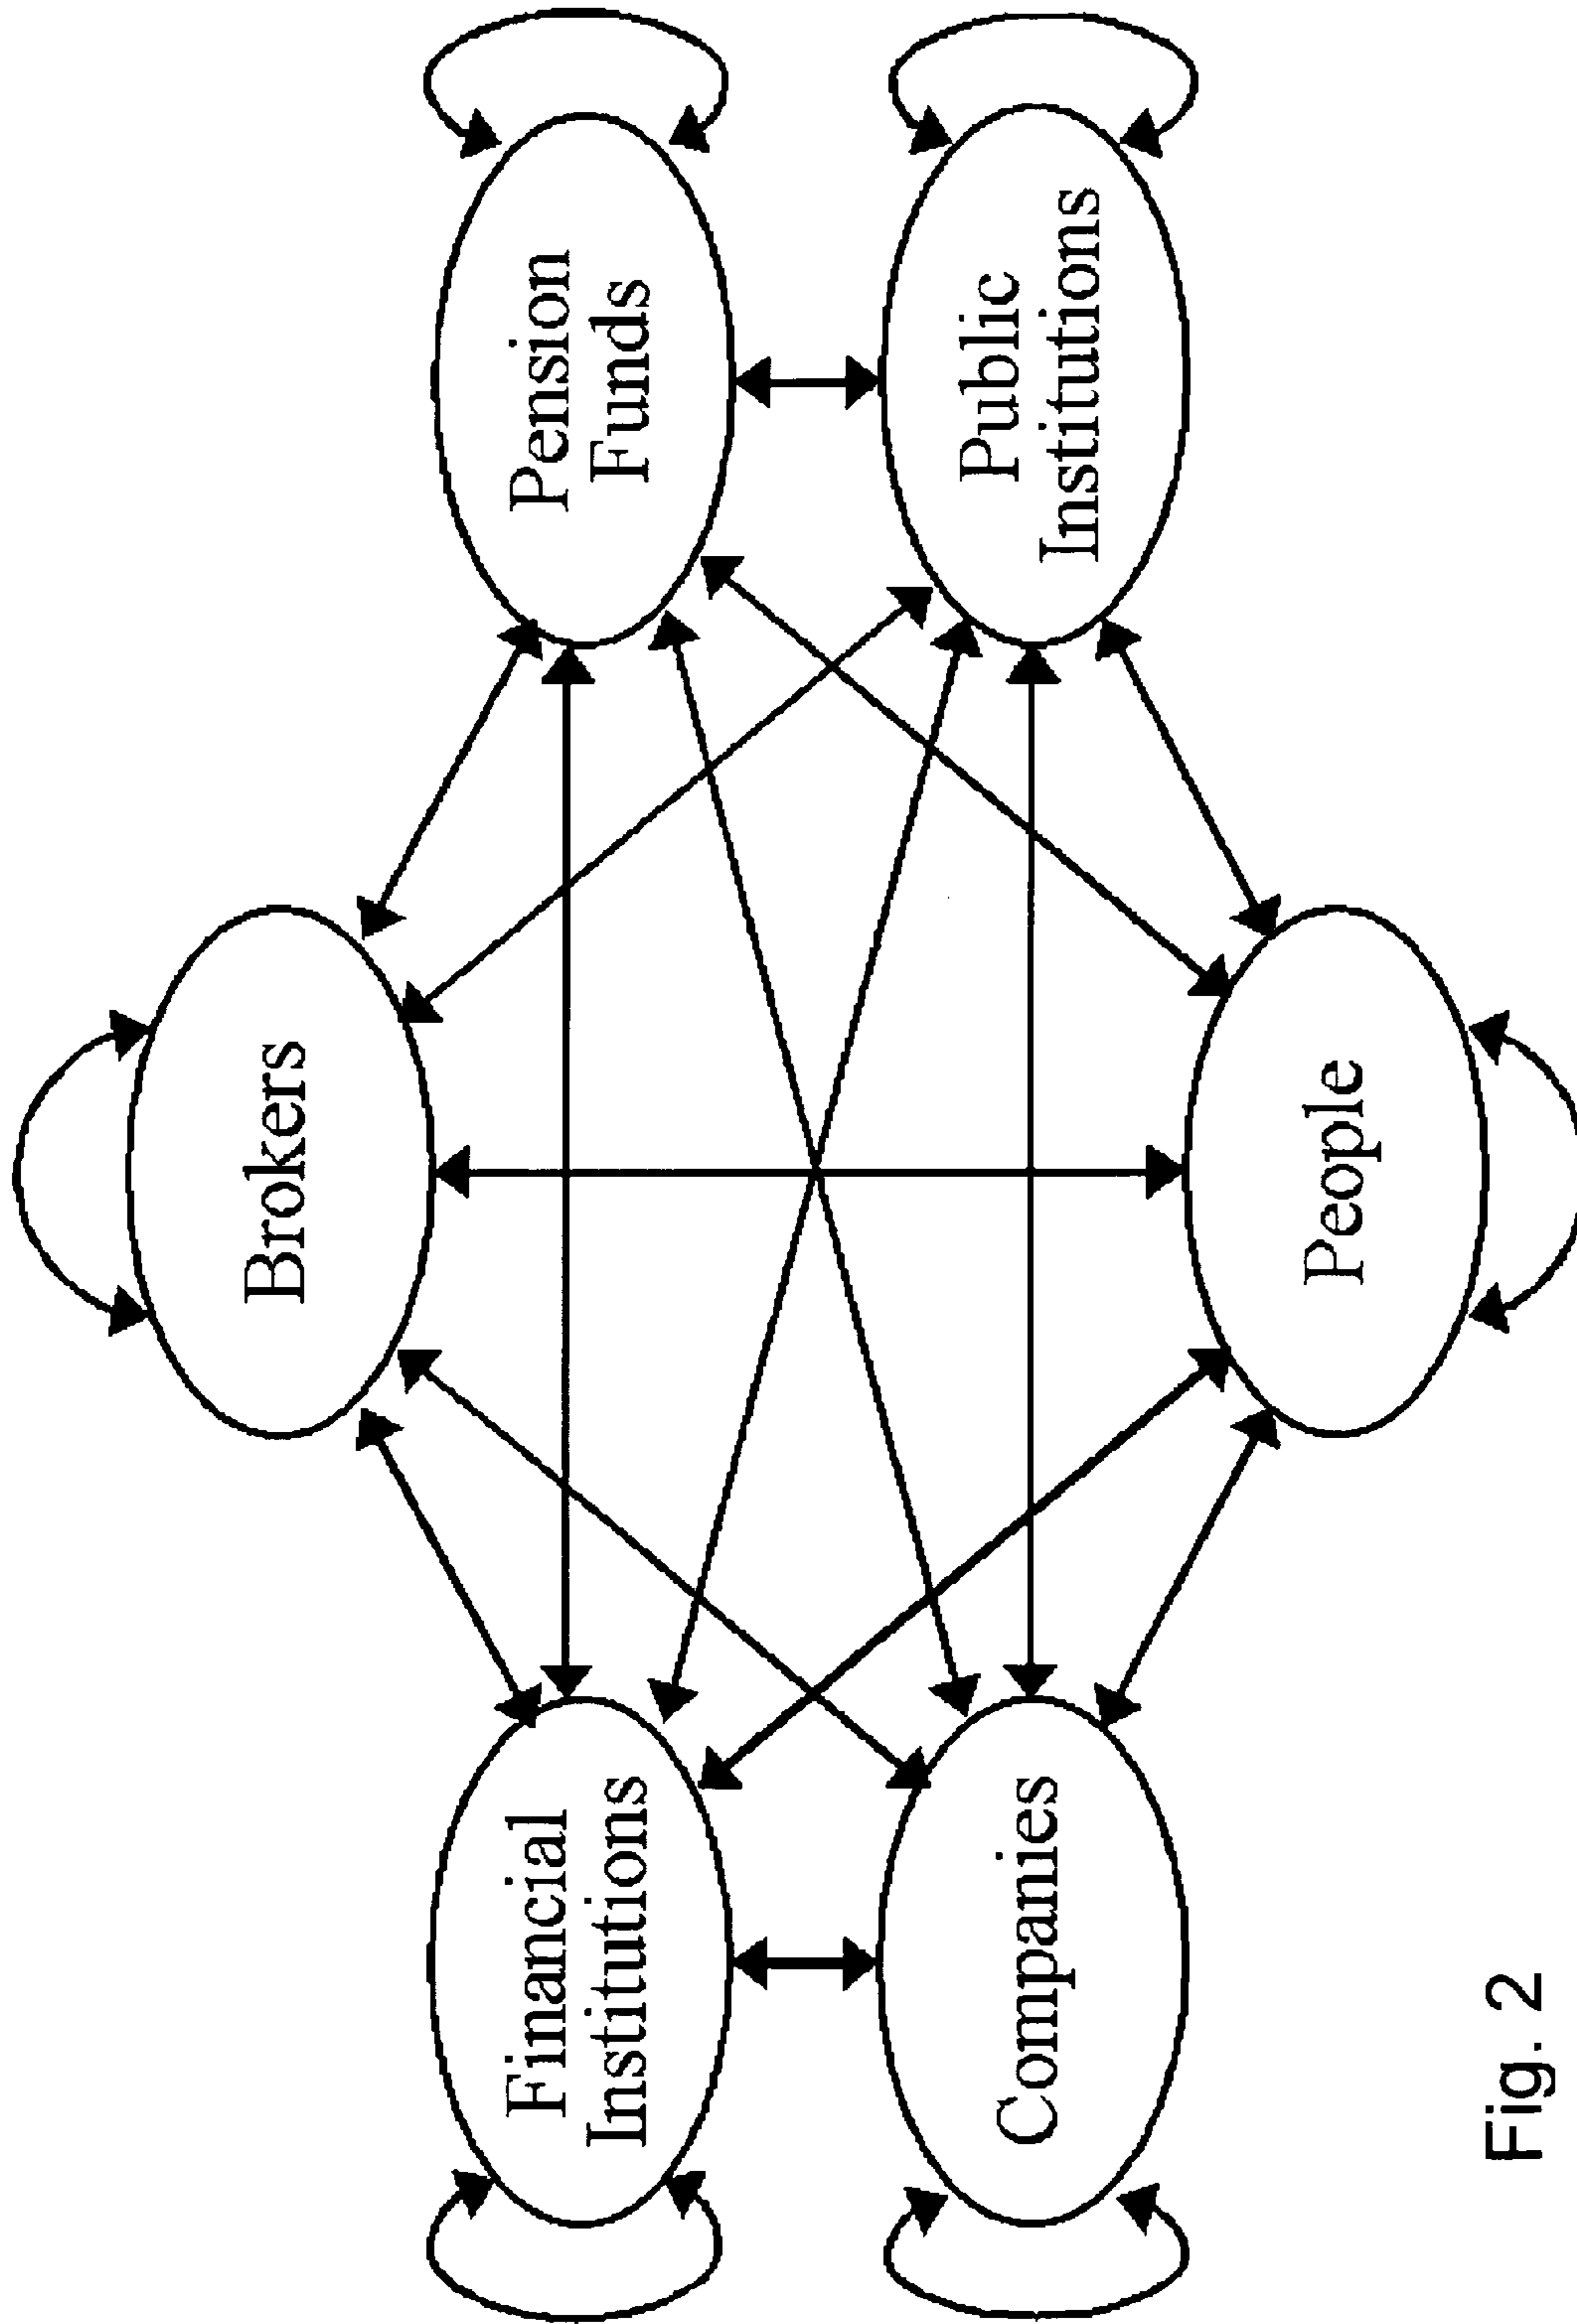 Brokers
Financial
Institutions
Pension
Funds
Companies
Public
Institutions
People
Fig. 2